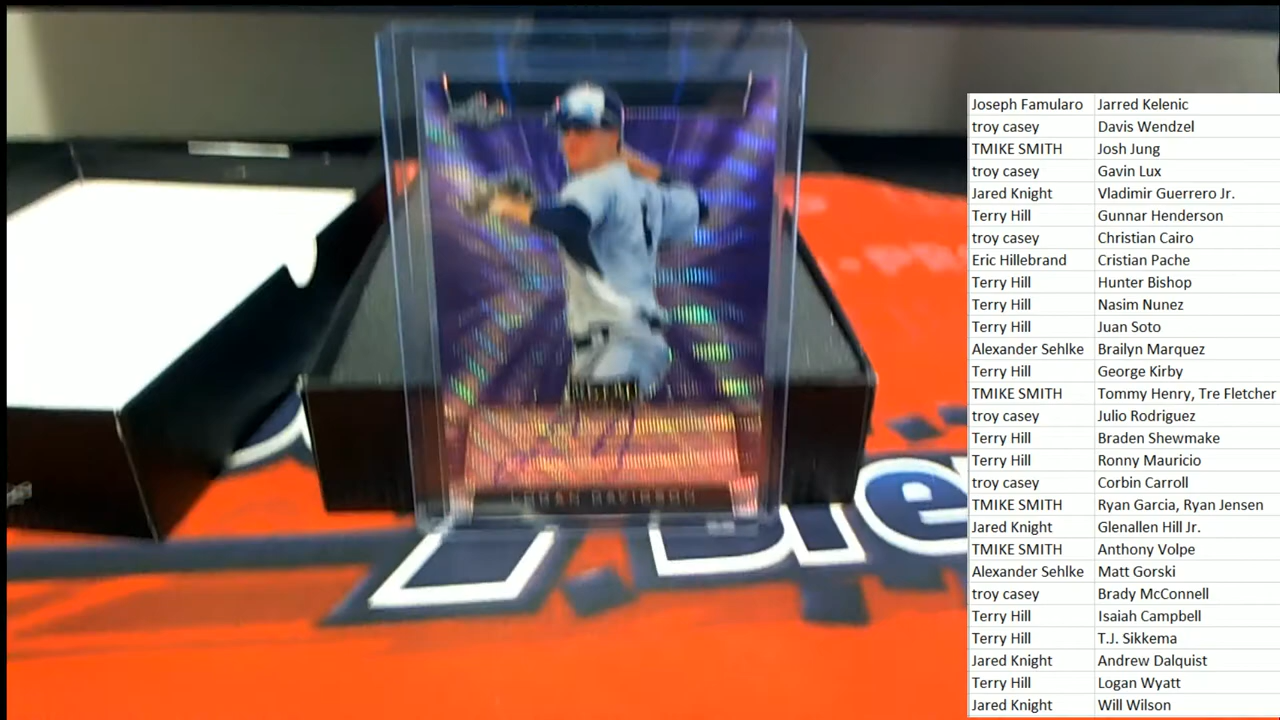 Joseph Famularo Jarred Kelenic
troy casey Davis Wendzel
TMIKE SMITH Josh Jung
troy casey Gavin Lux
Jared Knight Vladimir Guerrero Jr.
Terry Hill Gunnar Henderson
troy casey Christian Cairo
Eric Hillebrand Cristian Pache
Terry Hill Hunter Bishop
Terry Hill Nasim Nunez
Terry Hill Juan Soto
Alexander Sehlke Brailyn Marquez
Terry Hill George Kirby
TMIKE SMITH Tommy Henry, Tre Fletcher
troy casey Julio Rodriguez
Terry Hill Braden Shewmake
Terry Hill Ronny Mauricio
troy casey Corbin Carroll
TMIKE SMITH Ryan Garcia, Ryan Jensen
Jared Knight Glenallen Hill Jr.
TMIKE SMITH Anthony Volpe
Alexander Sehlke Matt Gorski
troy casey Brady McConnell
Terry Hill Isaiah Campbell
Terry Hill T.J. Sikkema
Jared Knight Andrew Dalquist
Terry Hill Logan Wyatt
Jared Knight Will Wilson
LOGAN DAVIDSON